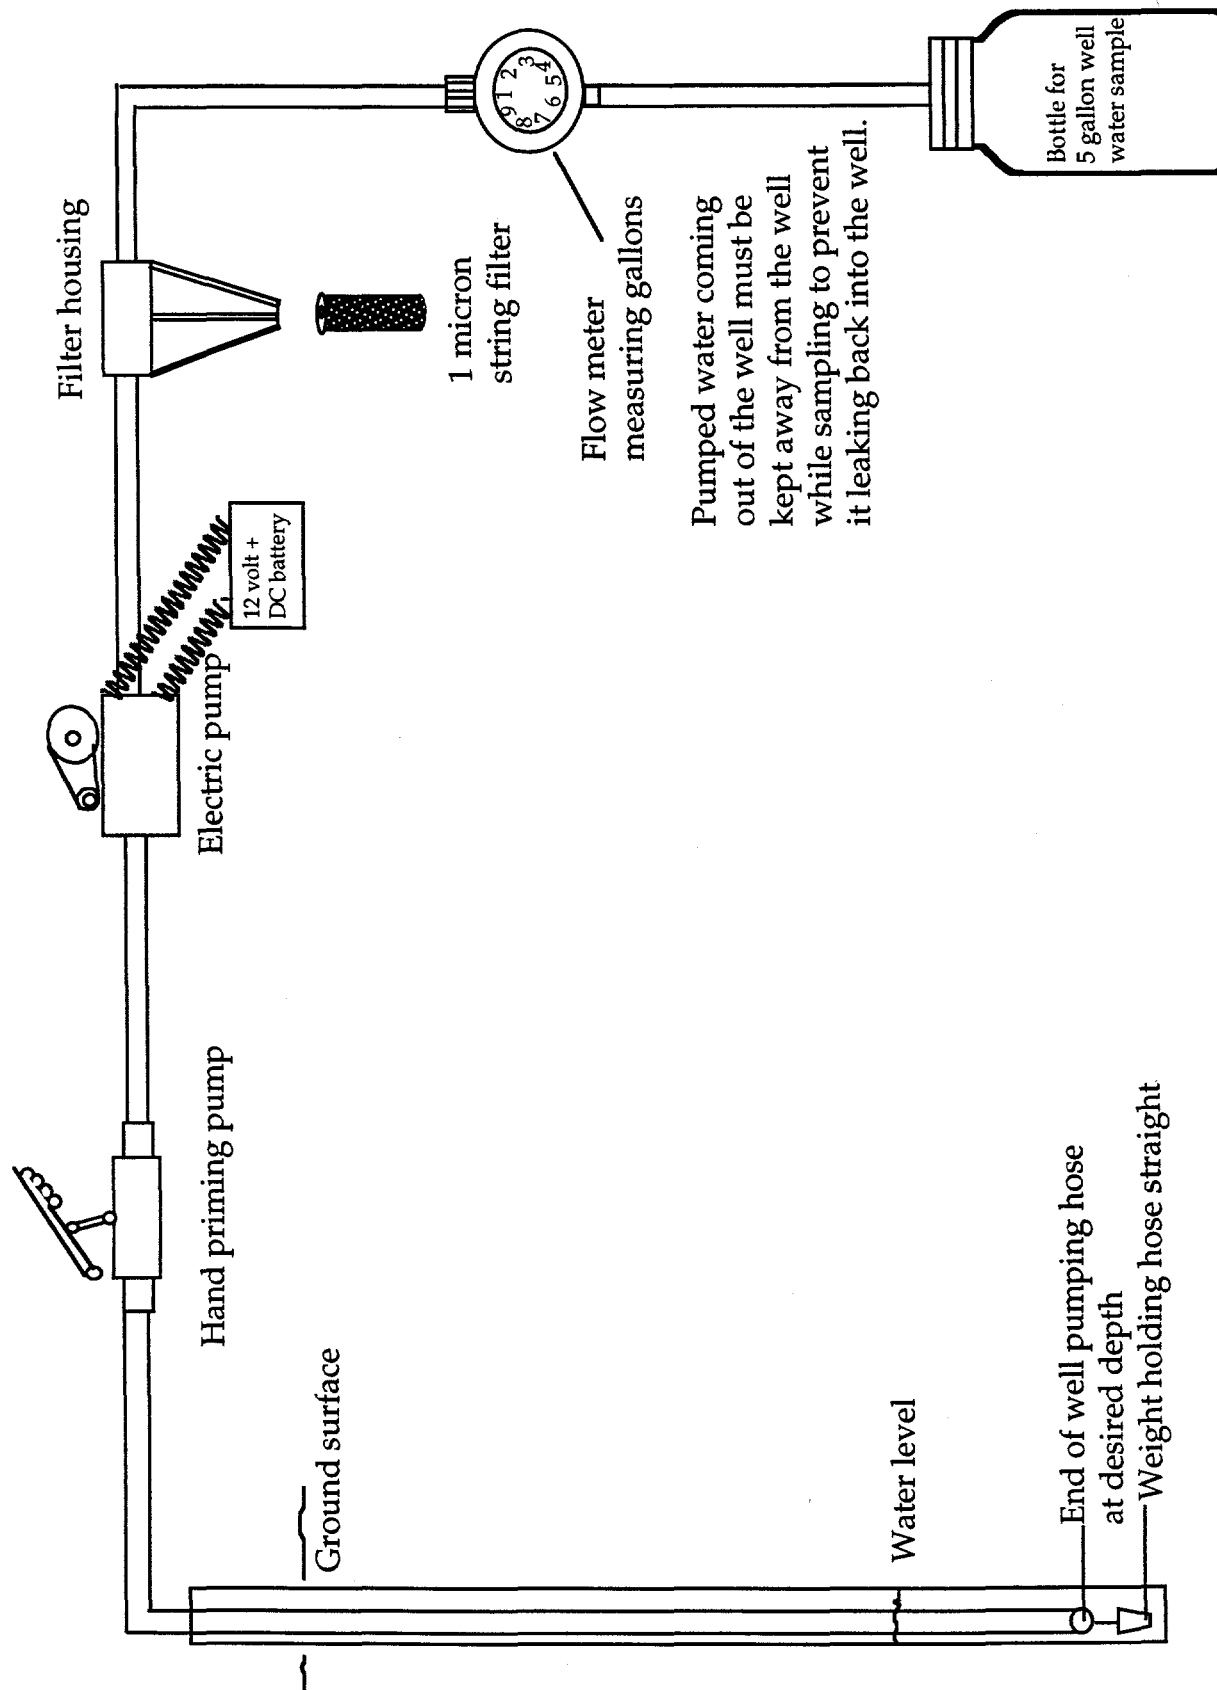 Filter housing
1 micron
string filter
Flow meter
measuring gallons
9 1 2 3 4 5 6 7 8
Pumped water coming
out of the well must be
kept away from the well
while sampling to prevent
it leaking back into the well.
Bottle for
5 gallon well
water sample
12 volt +
DC battery
Electric pump
Hand priming pump
Ground surface
Water level
End of well pumping hose
at desired depth
Weight holding hose straight